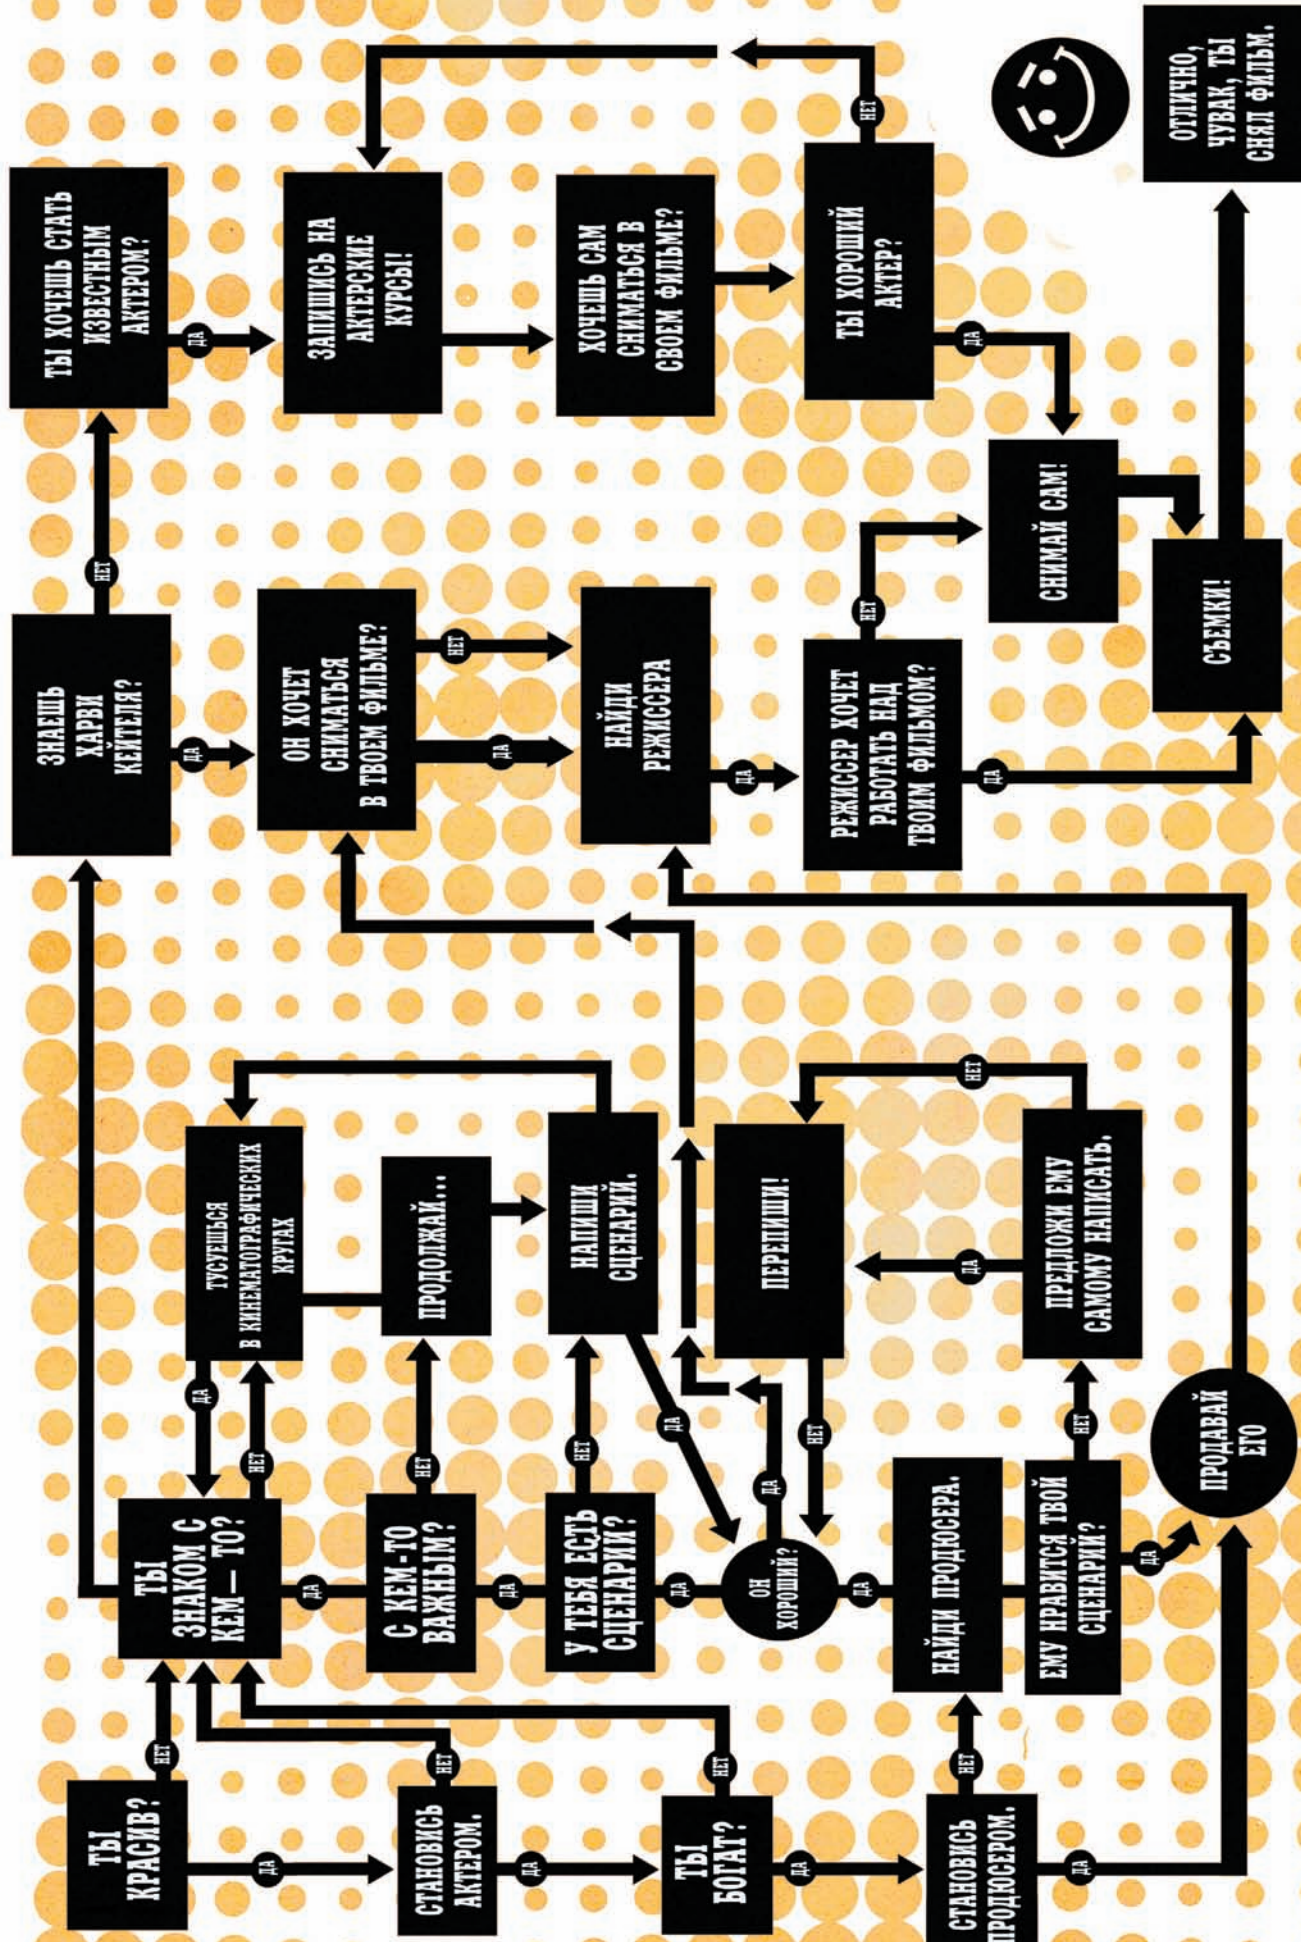 ТЫ
КРАСИВ?
НЕТ
ДА
СТАНОВИСЬ
АКТЕРОМ.
НЕТ
ДА
ТЫ
БОГАТ?
НЕТ
ДА
СТАНОВИСЬ
ПРОДЮСЕРОМ.
НЕТ
ДА
ТЫ
ЗНАКОМ С
КЕМ— ТО?
ДА
НЕТ
ДА
С КЕМ-ТО
ВАЖНЫМ?
НЕТ
ДА
У ТЕБЯ ЕСТЬ
СЦЕНАРИЙ?
НЕТ
ДА
ОН
ХОРОШИЙ?
ДА
ДА
НЕТ
ДА
НАЙДИ ПРОДЮСЕРА.
ЕМУ НРАВИТСЯ ТВОЙ
СЦЕНАРИЙ?
НЕТ
ДА
ПРОДАВАЙ
ЕГО
ТУСУЕШЬСЯ
В КИНЕМАТОГРАФИЧЕСКИХ
КРУГАХ
ПРОДОЛЖАЙ...
НАПИШИ
СЦЕНАРИЙ.
ПЕРЕПИШИ!
ДА
НЕТ
ПРЕДЛОЖИ ЕМУ
САМОМУ НАПИСАТЬ.
ЗНАЕШЬ
ХАРВИ
КЕЙТЕЛЯ?
НЕТ
ДА
ОН ХОЧЕТ
СНИМАТЬСЯ
В ТВОЕМ ФИЛЬМЕ?
ДА
НЕТ
НАЙДИ
РЕЖИССЕРА
ДА
РЕЖИССЕР ХОЧЕТ
РАБОТАТЬ НАД
ТВОИМ ФИЛЬМОМ?
НЕТ
ДА
СНИМАЙ САМ!
СЪЕМКИ!
ТЫ ХОЧЕШЬ СТАТЬ
ИЗВЕСТНЫМ
АКТЕРОМ?
ДА
ЗАПИШИСЬ НА
АКТЕРСКИЕ
КУРСЫ!
ХОЧЕШЬ САМ
СНИМАТЬСЯ В
СВОЕМ ФИЛЬМЕ?
ТЫ ХОРОШИЙ
АКТЕР?
НЕТ
ДА
ОТЛИЧНО,
ЧУВАК, ТЫ
СНЯЛ ФИЛЬМ.